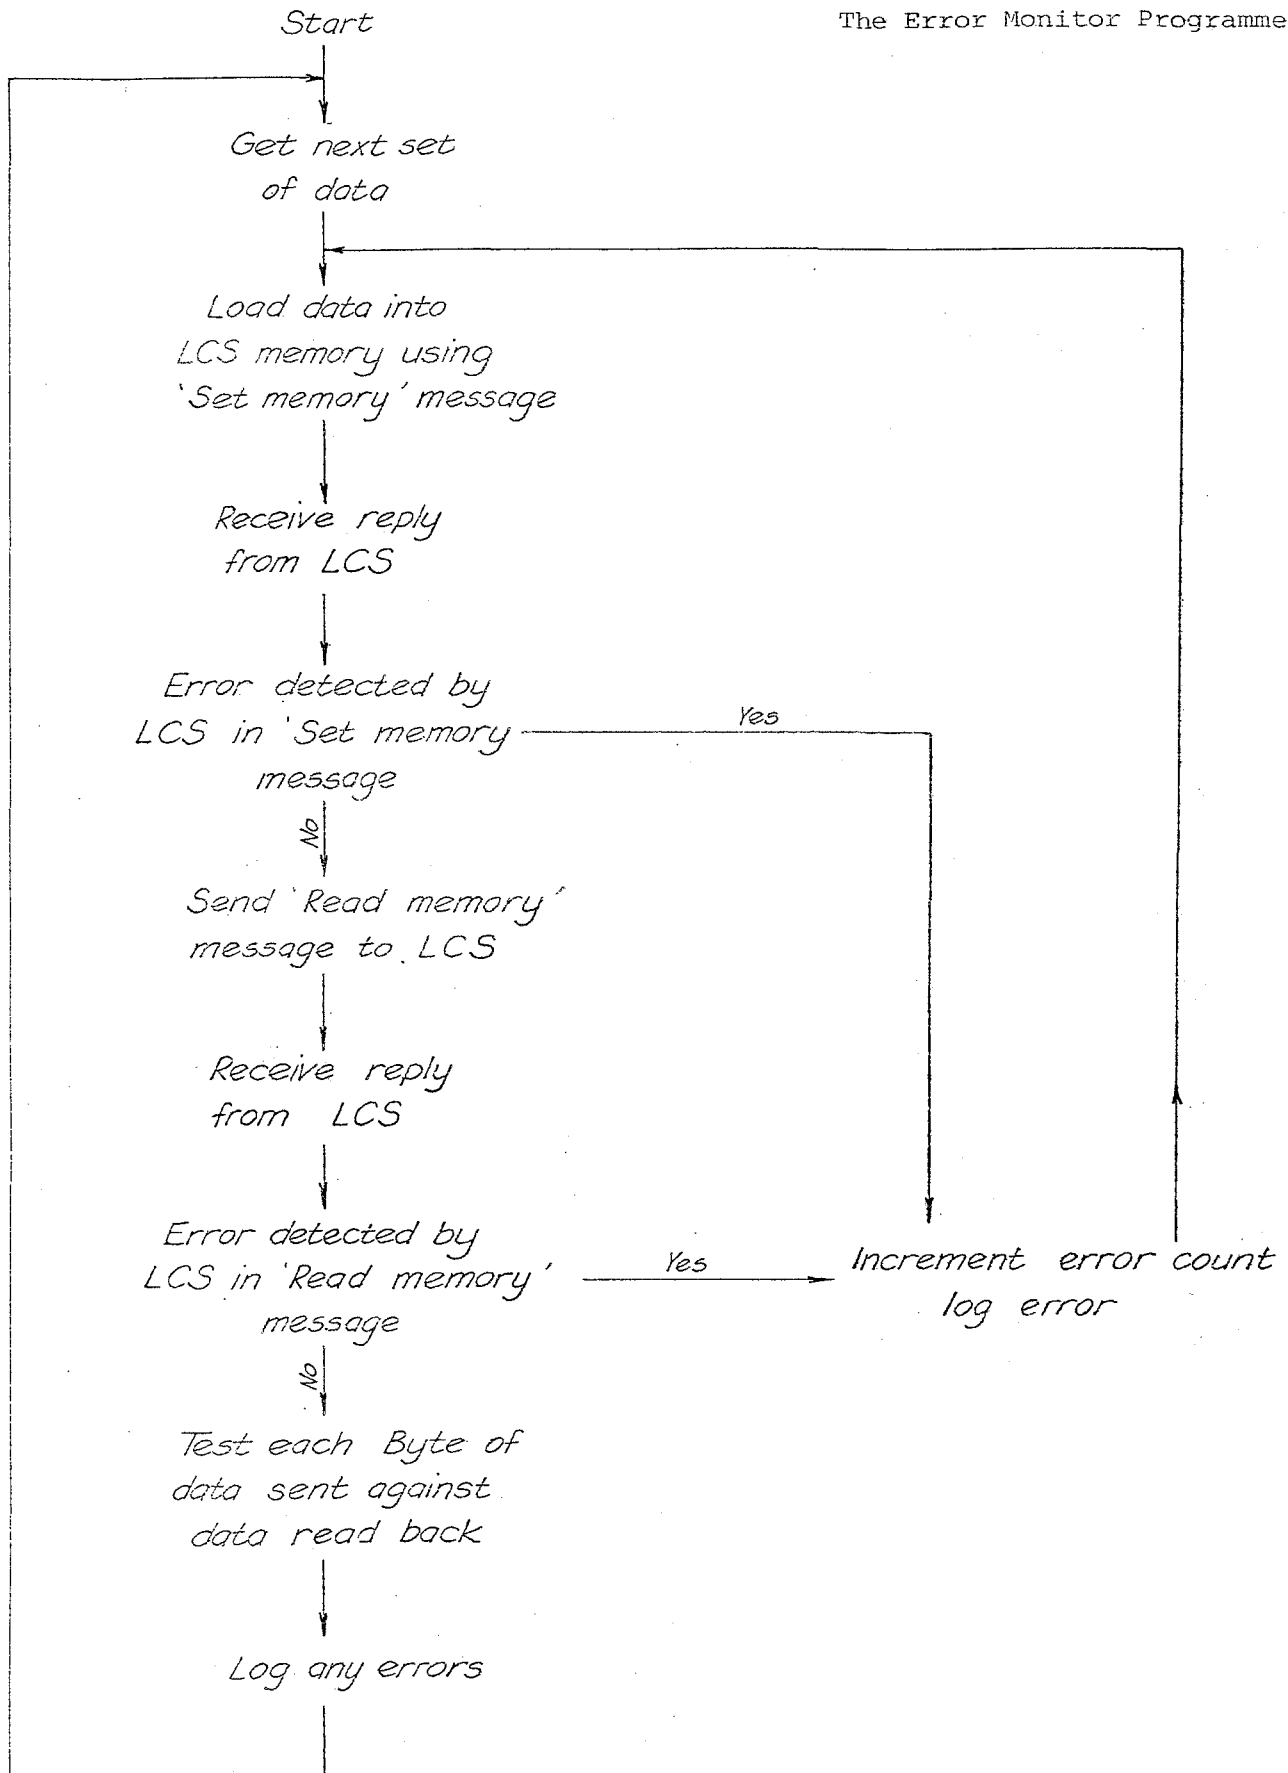 The Error Monitor Programme
Start
Get next set
of data
Load data into
LCS memory using
'Set memory' message
Receive reply
from LCS
Error detected by
LCS in 'Set memory
message
Yes
No
Send 'Read memory'
message to LCS
Receive reply
from LCS
Error detected by
LCS in 'Read memory'
message
Yes
Increment error count
log error
No
Test each Byte of
data sent against
data read back
Log any errors